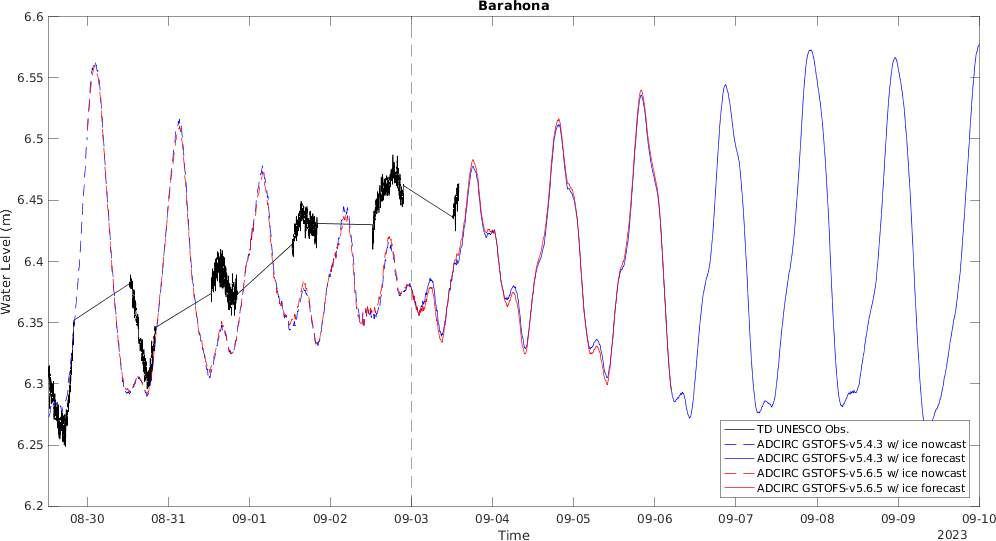 Barahona
6.6
6.55
6.5
6.45
6.4
6.35
6.3
6.25
6.2
Water Level (m)
TD UNESCO Obs.
ADCIRC GSTOFS-v5.4.3 w/ ice nowcast
ADCIRC GSTOFS-v5.4.3 w/ ice forecast
ADCIRC GSTOFS-v5.6.5 w/ ice nowcast
ADCIRC GSTOFS-v5.6.5 w/ ice forecast
08-30 08-31 09-01 09-02 09-03 09-04 09-05 09-06 09-07 09-08 09-09 09-10
Time
2023